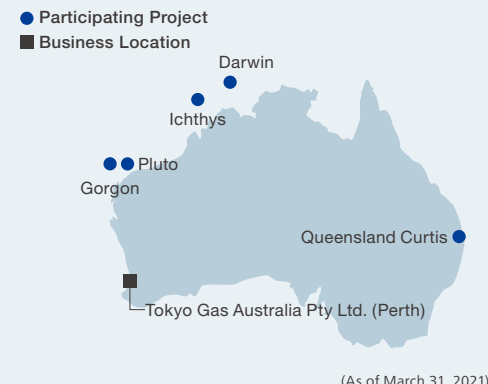 Participating Project
Business Location
Darwin
Ichthys
Pluto
Gorgon
Queensland Curtis
Tokyo Gas Australia Pty Ltd. (Perth)
(As of March 31, 2021)